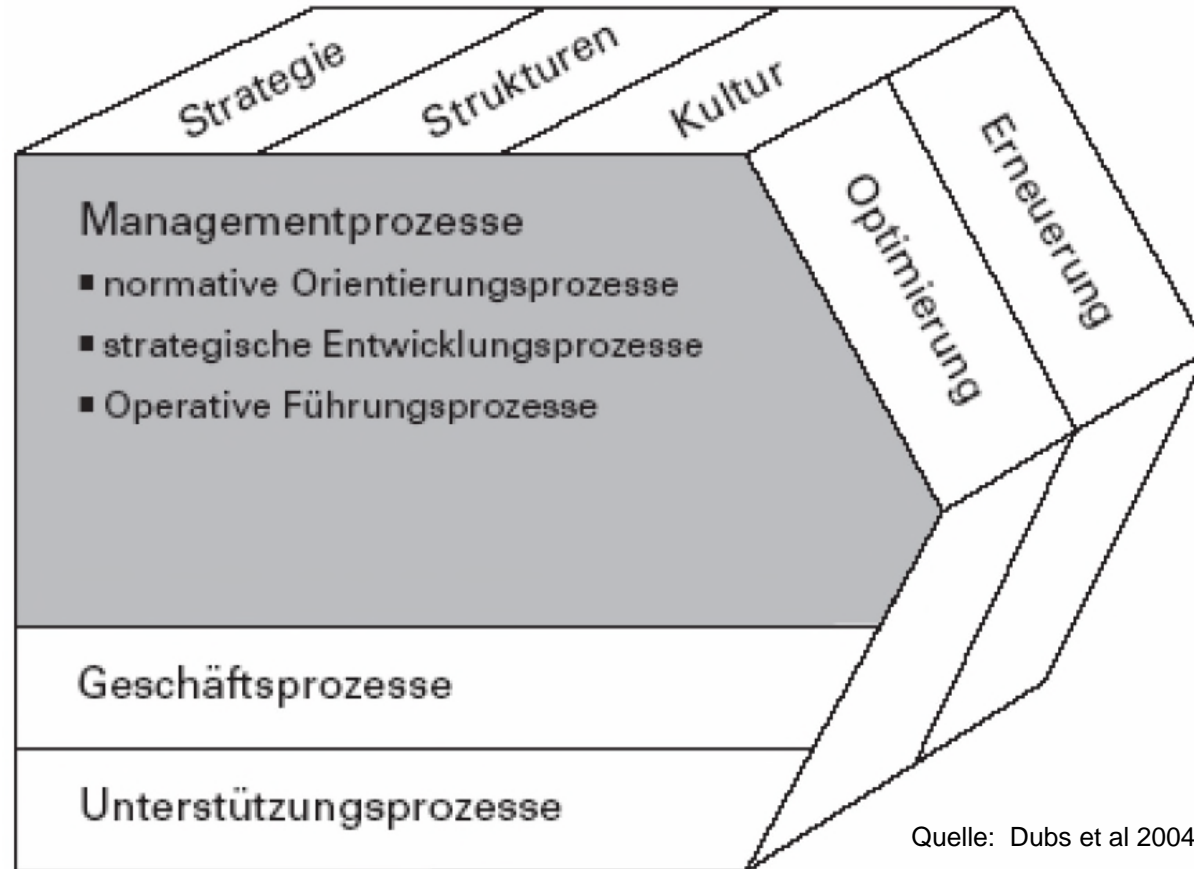 Strategie
Strukturen
Kultur
Optimierung
Erneuerung
Managementprozesse
■ normative Orientierungsprozesse
■ strategische Entwicklungsprozesse
■ Operative Führungsprozesse
Geschäftsprozesse
Unterstützungsprozesse
Quelle: Dubs et al 2004